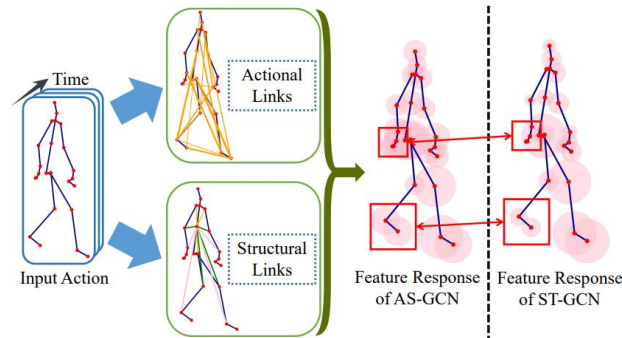 Time
Input Action
Actional
Links
Structural
Links
Feature Response
of AS-GCN
Feature Response
of ST-GCN